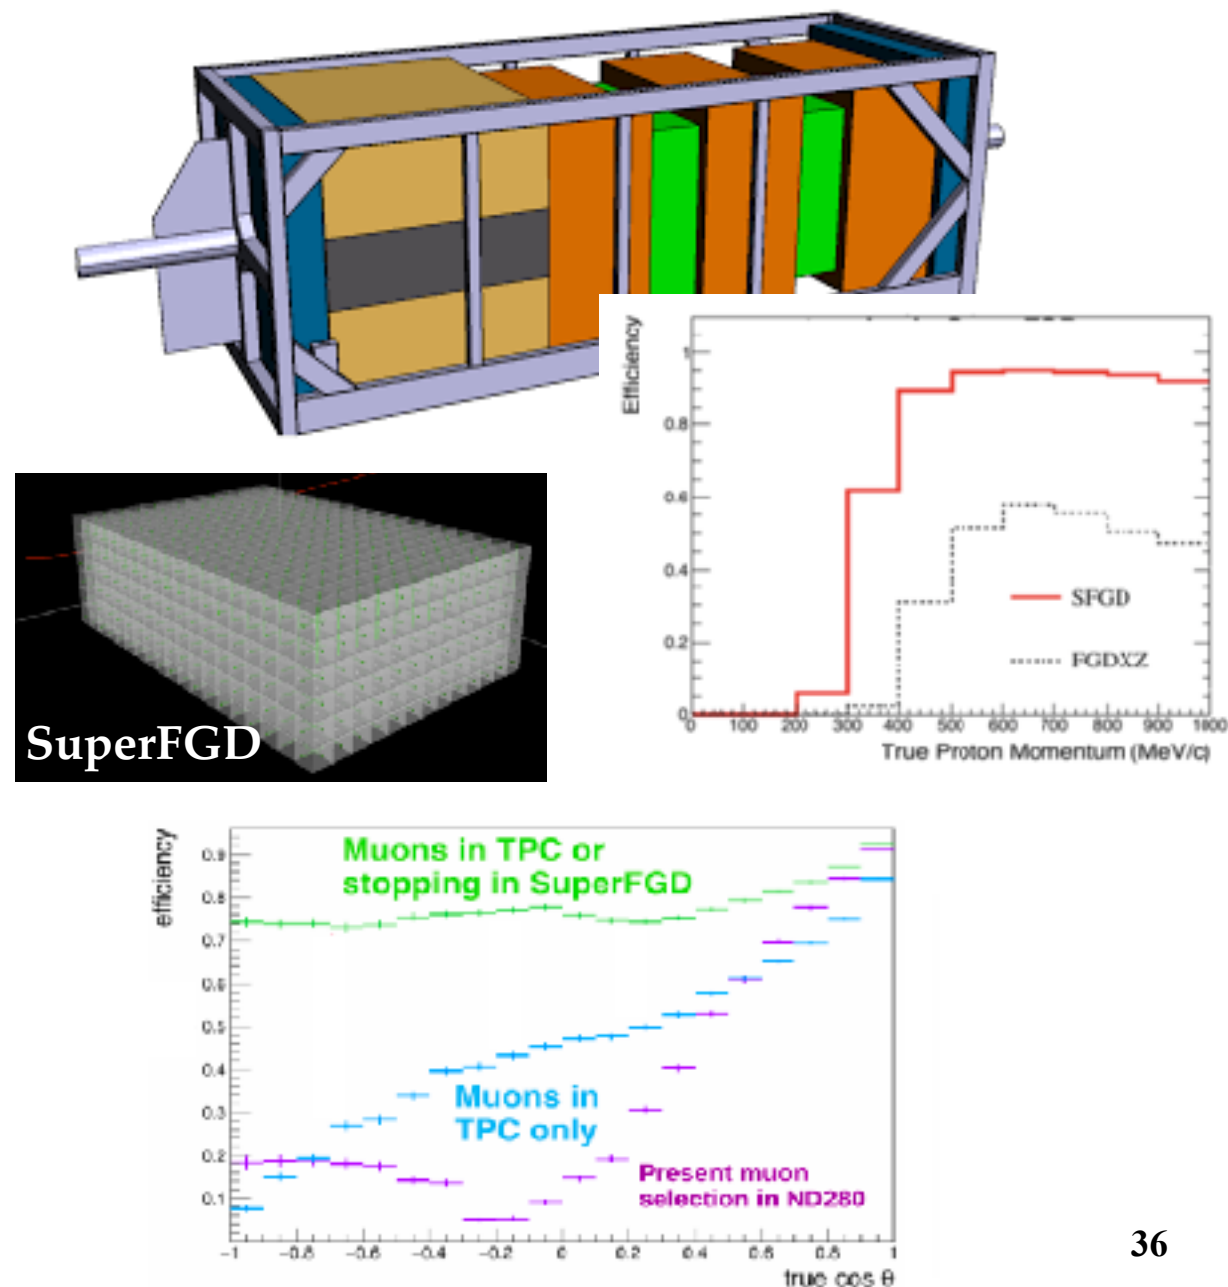 Efficiency
1
0.8
0.6
0.4
0.2
0
SFGD
FGDXZ
0 100 200 300 400 500 600 700 800 900 1000
True Proton Momentum (MeV/c)
SuperFGD
efficiency
0.9
0.8
0.7
0.6
0.5
0.4
0.3
0.2
0.1
Muons in TPC or
stopping in SuperFGD
Muons in
TPC only
Present muon
selection in ND280
-1 -0.8 -0.6 -0.4 -0.2 0 0.2 0.4 0.6 0.8 1
true cos θ
36